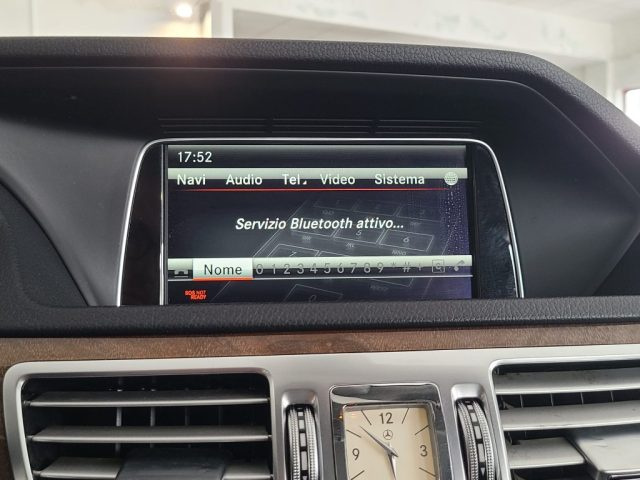 17:52
Navi Audio Tel Video Sistema
Servizio Bluetooth attivo...
Nome 0 1 2 3 4 5 6 7 8 9 * # +
SOS NOT
READY
12
9 3